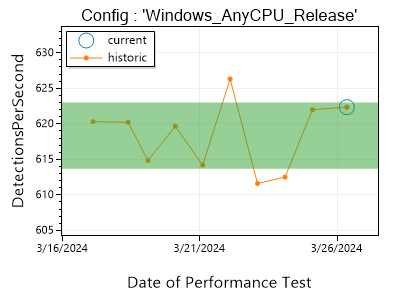 Config : 'Windows_AnyCPU_Release'
current
historic
DetectionsPerSecond
630
625
620
615
610
605
3/16/2024
3/21/2024
3/26/2024
Date of Performance Test